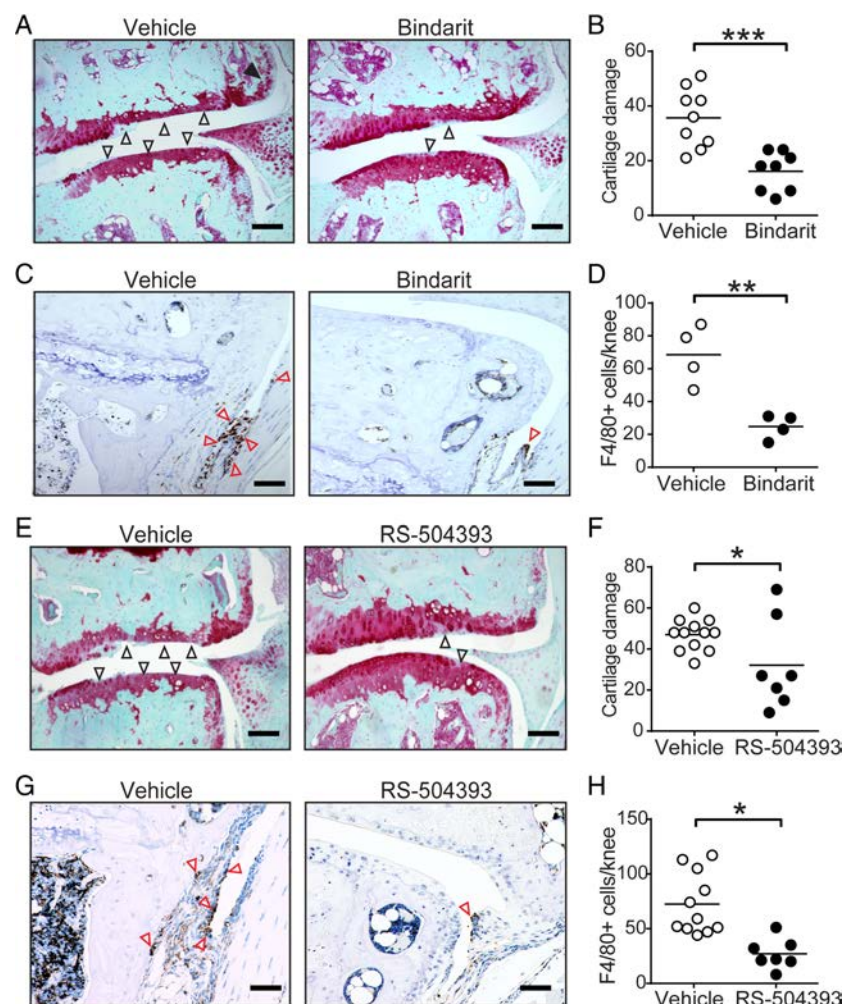 A Vehicle Bindarit
B
***
60
40
20
0
Cartilage damage
Vehicle Bindarit
C Vehicle Bindarit
D
**
100
80
60
40
20
0
F4/80+ cells/knee
Vehicle Bindarit
E Vehicle RS-504393
F
*
80
60
40
20
0
Cartilage damage
Vehicle RS-504393
G Vehicle RS-504393
H
*
150
100
50
0
F4/80+ cells/knee
Vehicle RS-504393